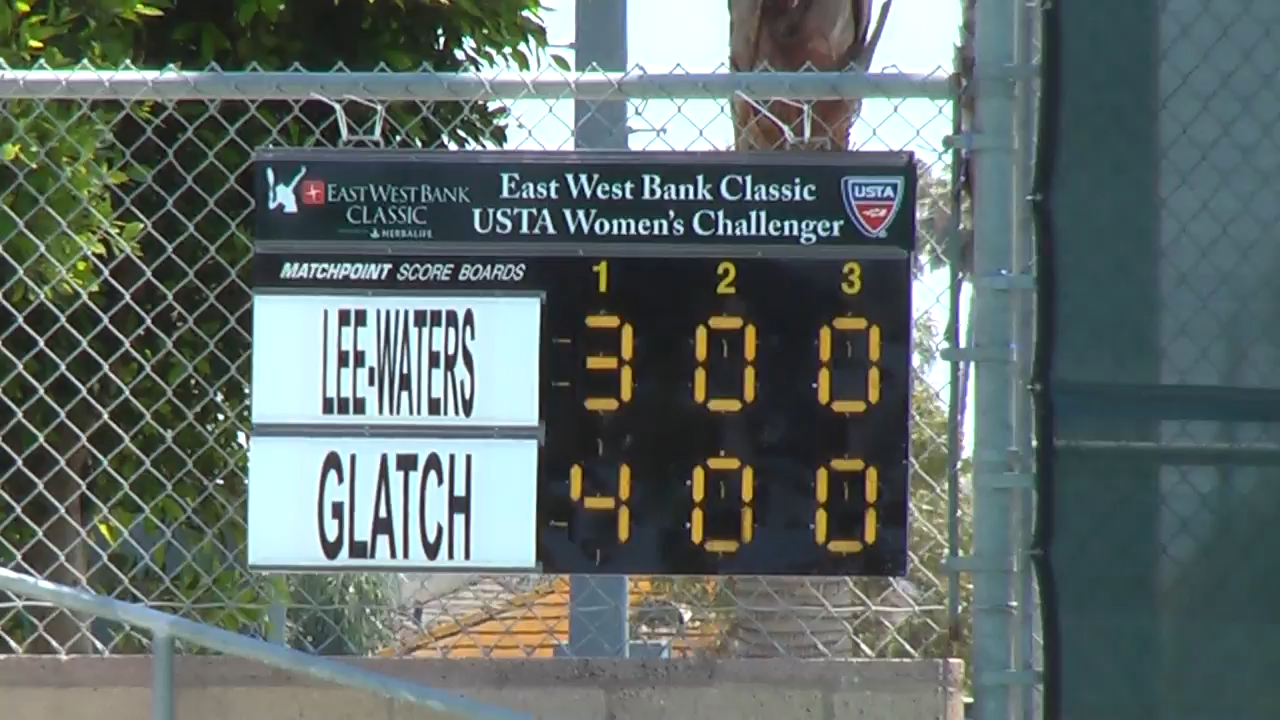 EAST WEST BANK
CLASSIC
HERBALIFE
East West Bank Classic
USTA Women's Challenger
USTA
MATCHPOINT SCORE BOARDS
1 2 3
LEE-WATERS 3 0 0
GLATCH 4 0 0